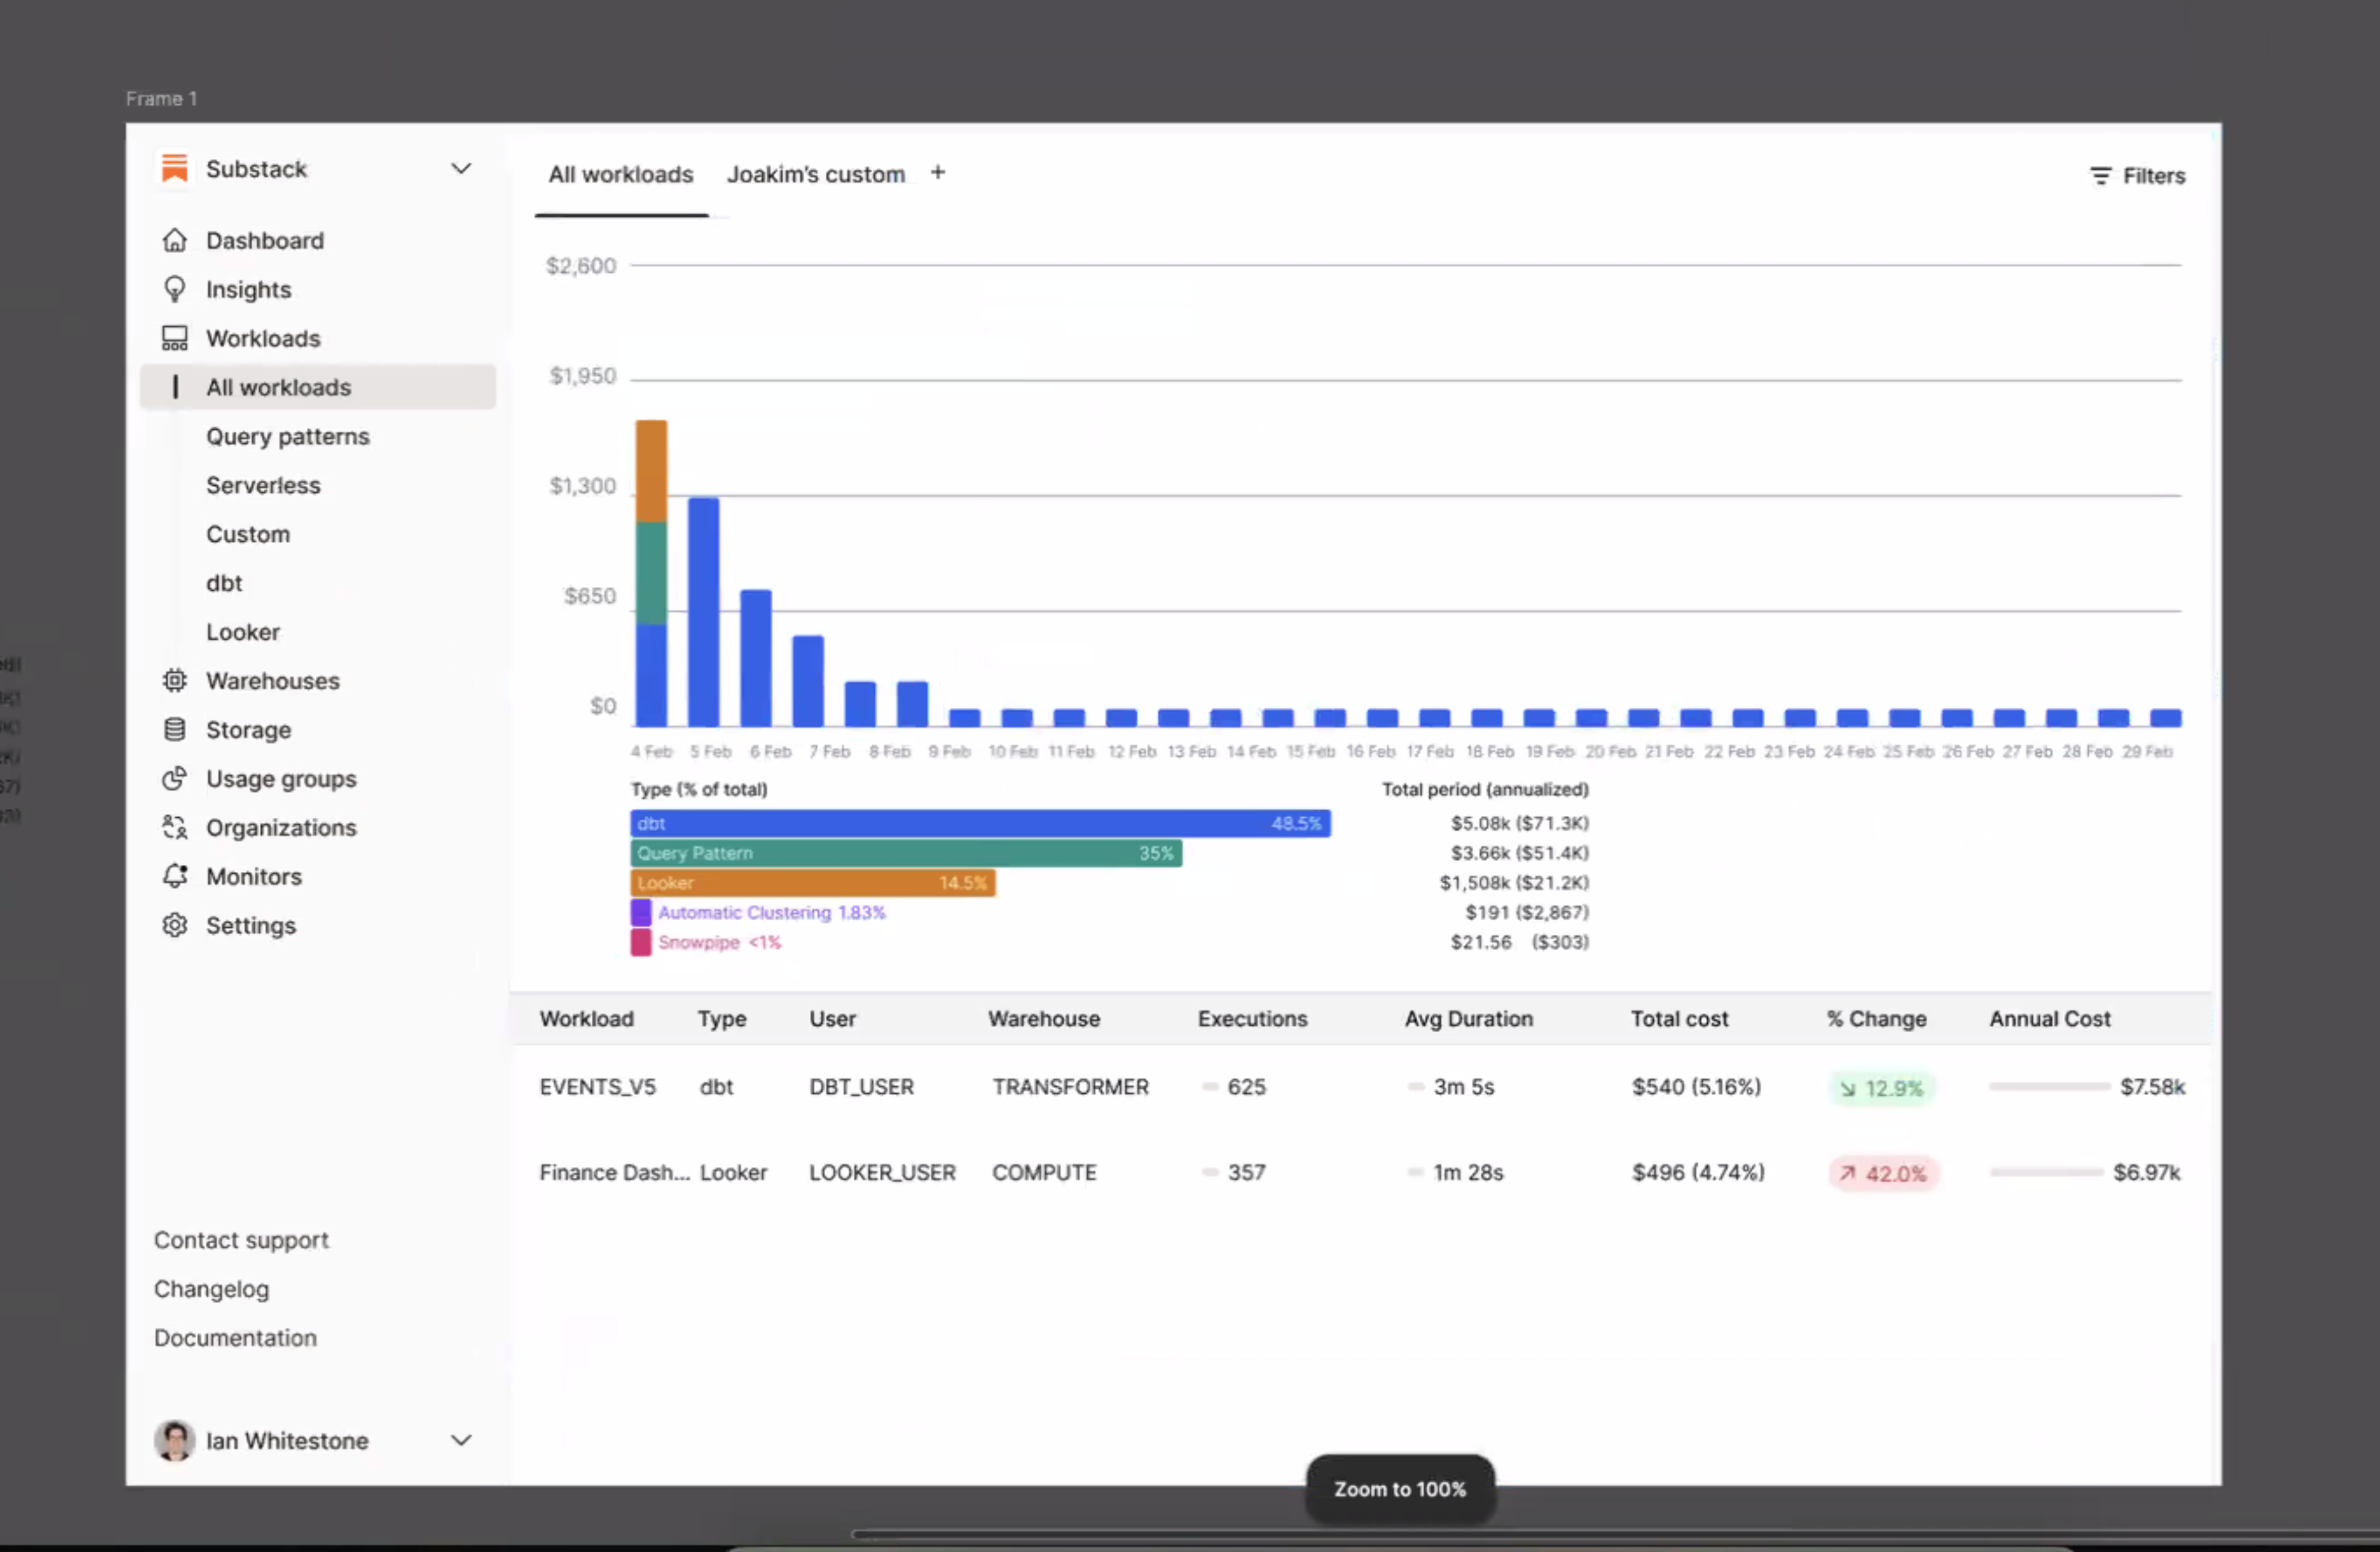 Frame 1
Substack
Dashboard
Insights
Workloads
All workloads
Query patterns
Serverless
Custom
dbt
Looker
Warehouses
Storage
Usage groups
Organizations
Monitors
Settings
Contact support
Changelog
Documentation
Ian Whitestone
All workloads Joakim's custom +
Filters
$2,600
$1,950
$1,300
$650
$0
4 Feb 5 Feb 6 Feb 7 Feb 8 Feb 9 Feb 10 Feb 11 Feb 12 Feb 13 Feb 14 Feb 15 Feb 16 Feb 17 Feb 18 Feb 19 Feb 20 Feb 21 Feb 22 Feb 23 Feb 24 Feb 25 Feb 26 Feb 27 Feb 28 Feb 29 Feb
Type (% of total) Total period (annualized)
dbt 48.5% $5.08k ($71.3K)
Query Pattern 35% $3.66k ($51.4K)
Looker 14.5% $1,508k ($21.2K)
Automatic Clustering 1.83% $191 ($2,867)
Snowpipe <1% $21.56 ($303)
Workload Type User Warehouse Executions Avg Duration Total cost % Change Annual Cost
EVENTS_V5 dbt DBT_USER TRANSFORMER 625 3m 5s $540 (5.16%) ↘ 12.9% $7.58k
Finance Dash... Looker LOOKER_USER COMPUTE 357 1m 28s $496 (4.74%) ↗ 42.0% $6.97k
Zoom to 100%